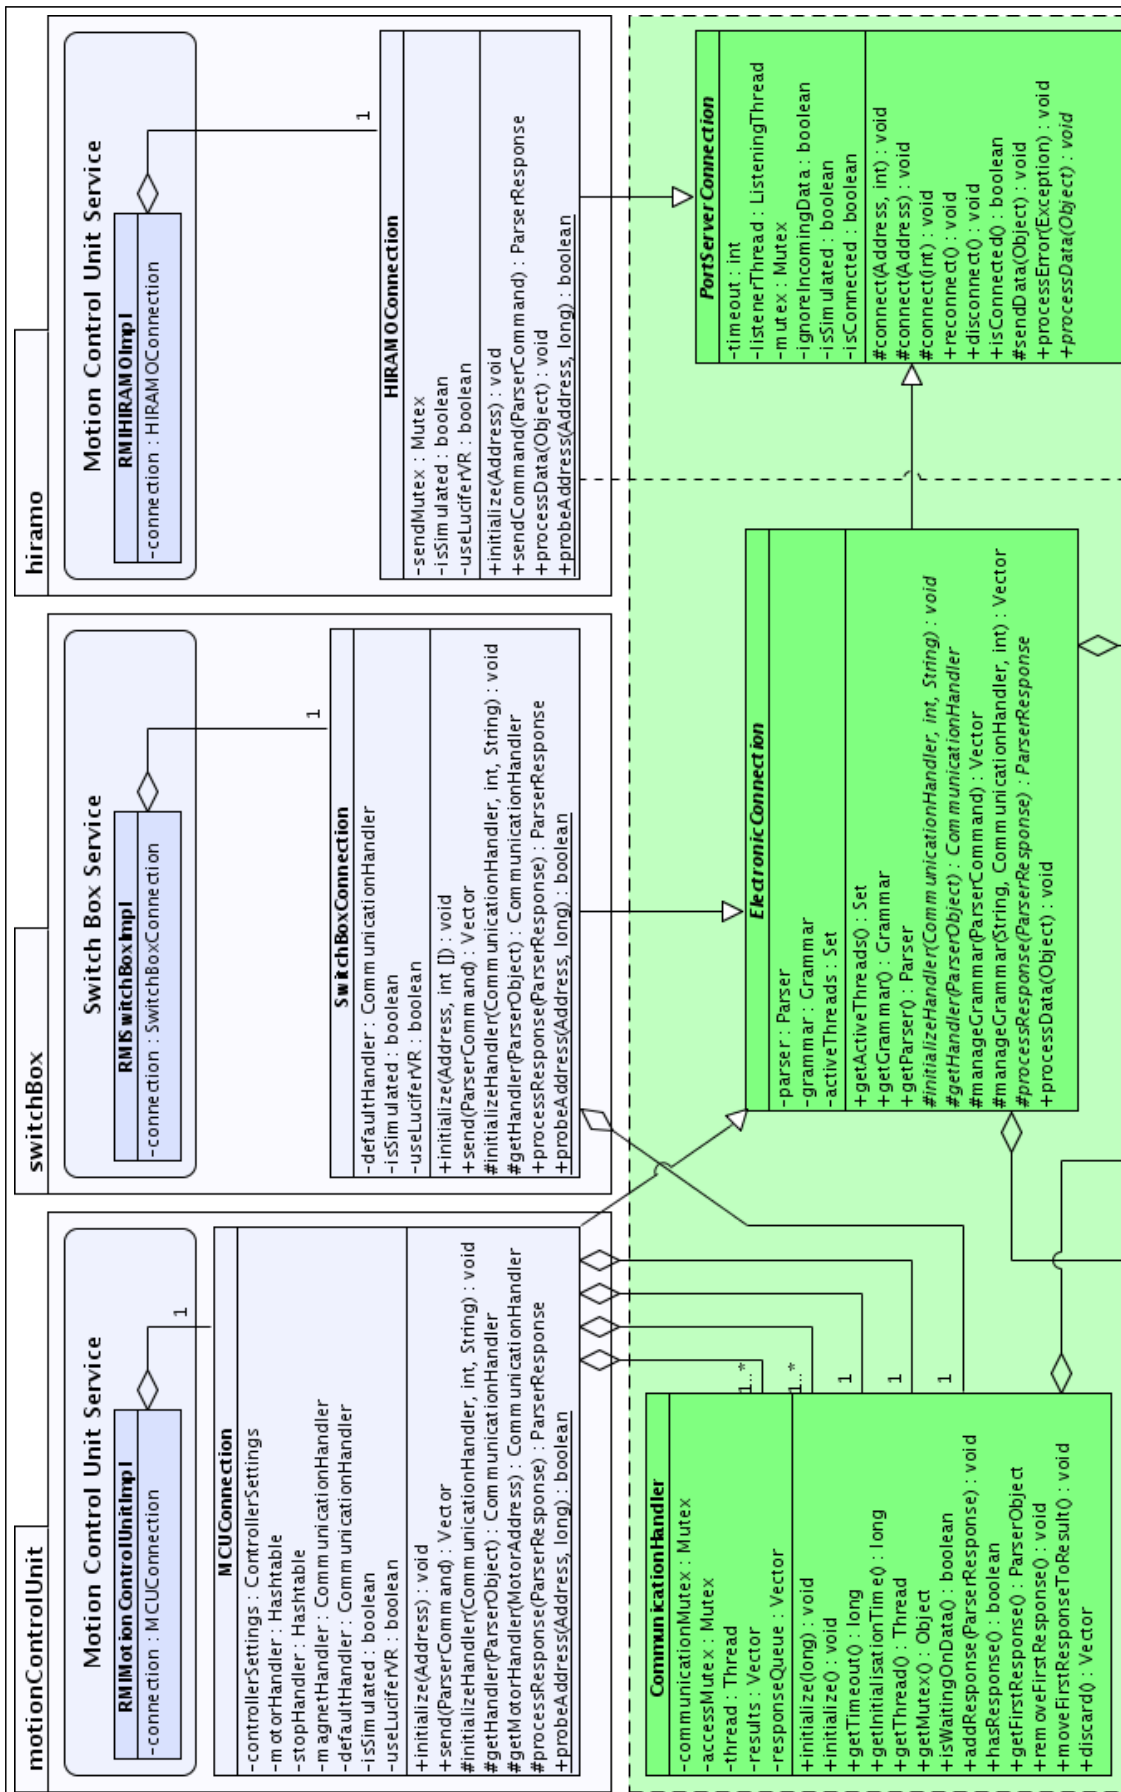 motionControlUnit
Motion Control Unit Service
RMIMotionControlUnitImpl
-connection : MCUConnection
1
MCUConnection
-controllerSettings : ControllerSettings
-motorHandler : Hashtable
-stopHandler : Hashtable
-magnetHandler : CommunicationHandler
-defaultHandler : CommunicationHandler
-isSimulated : boolean
-useLuciferVR : boolean
+initialize(Address) : void
+send(ParserCommand) : Vector
#initializeHandler(CommunicationHandler, int, String) : void
#getHandler(ParserObject) : CommunicationHandler
#getMotorHandler(MotorAddress) : CommunicationHandler
#processResponse(ParserResponse) : ParserResponse
+probeAddress(Address, long) : boolean
switchBox
Switch Box Service
RMISwitchBoxImpl
-connection : SwitchBoxConnection
1
SwitchBoxConnection
-defaultHandler : CommunicationHandler
-isSimulated : boolean
-useLuciferVR : boolean
+initialize(Address, int []) : void
+send(ParserCommand) : Vector
#initializeHandler(CommunicationHandler, int, String) : void
#getHandler(ParserObject) : CommunicationHandler
+processResponse(ParserResponse) : ParserResponse
+probeAddress(Address, long) : boolean
hiramo
Motion Control Unit Service
RMIHIRAMOImpl
-connection : HIRAMOConnection
1
HIRAMOConnection
-sendMutex : Mutex
-isSimulated : boolean
-useLuciferVR : boolean
+initialize(Address) : void
+sendCommand(ParserCommand) : ParserResponse
+processData(Object) : void
+probeAddress(Address, long) : boolean
CommunicationHandler
-communicationMutex : Mutex
-accessMutex : Mutex
-thread : Thread
-results : Vector
-responseQueue : Vector
+initialize(long) : void
+initialize() : void
+getTimeout() : long
+getInitialisationTime() : long
+getThread() : Thread
+getMutex() : Object
+isWaitingOnData() : boolean
+addResponse(ParserResponse) : void
+hasResponse() : boolean
+getFirstResponse() : ParserObject
+removeFirstResponse() : void
+moveFirstResponseToResult() : void
+discard() : Vector
1..*
1..*
1
1
1
ElectronicConnection
-parser : Parser
-grammar : Grammar
-activeThreads : Set
+getActiveThreads() : Set
+getGrammar() : Grammar
+getParser() : Parser
#initializeHandler(CommunicationHandler, int, String) : void
#getHandler(ParserObject) : CommunicationHandler
#manageGrammar(ParserCommand) : Vector
#manageGrammar(String, CommunicationHandler, int) : Vector
#processResponse(ParserResponse) : ParserResponse
+processData(Object) : void
PortServerConnection
-timeout : int
-listenerThread : ListeningThread
-mutex : Mutex
-ignoreIncomingData : boolean
-isSimulated : boolean
-isConnected : boolean
#connect(Address, int) : void
#connect(Address) : void
#connect(int) : void
+reconnect() : void
+disconnect() : void
+isConnected() : boolean
#sendData(Object) : void
+processError(Exception) : void
+processData(Object) : void